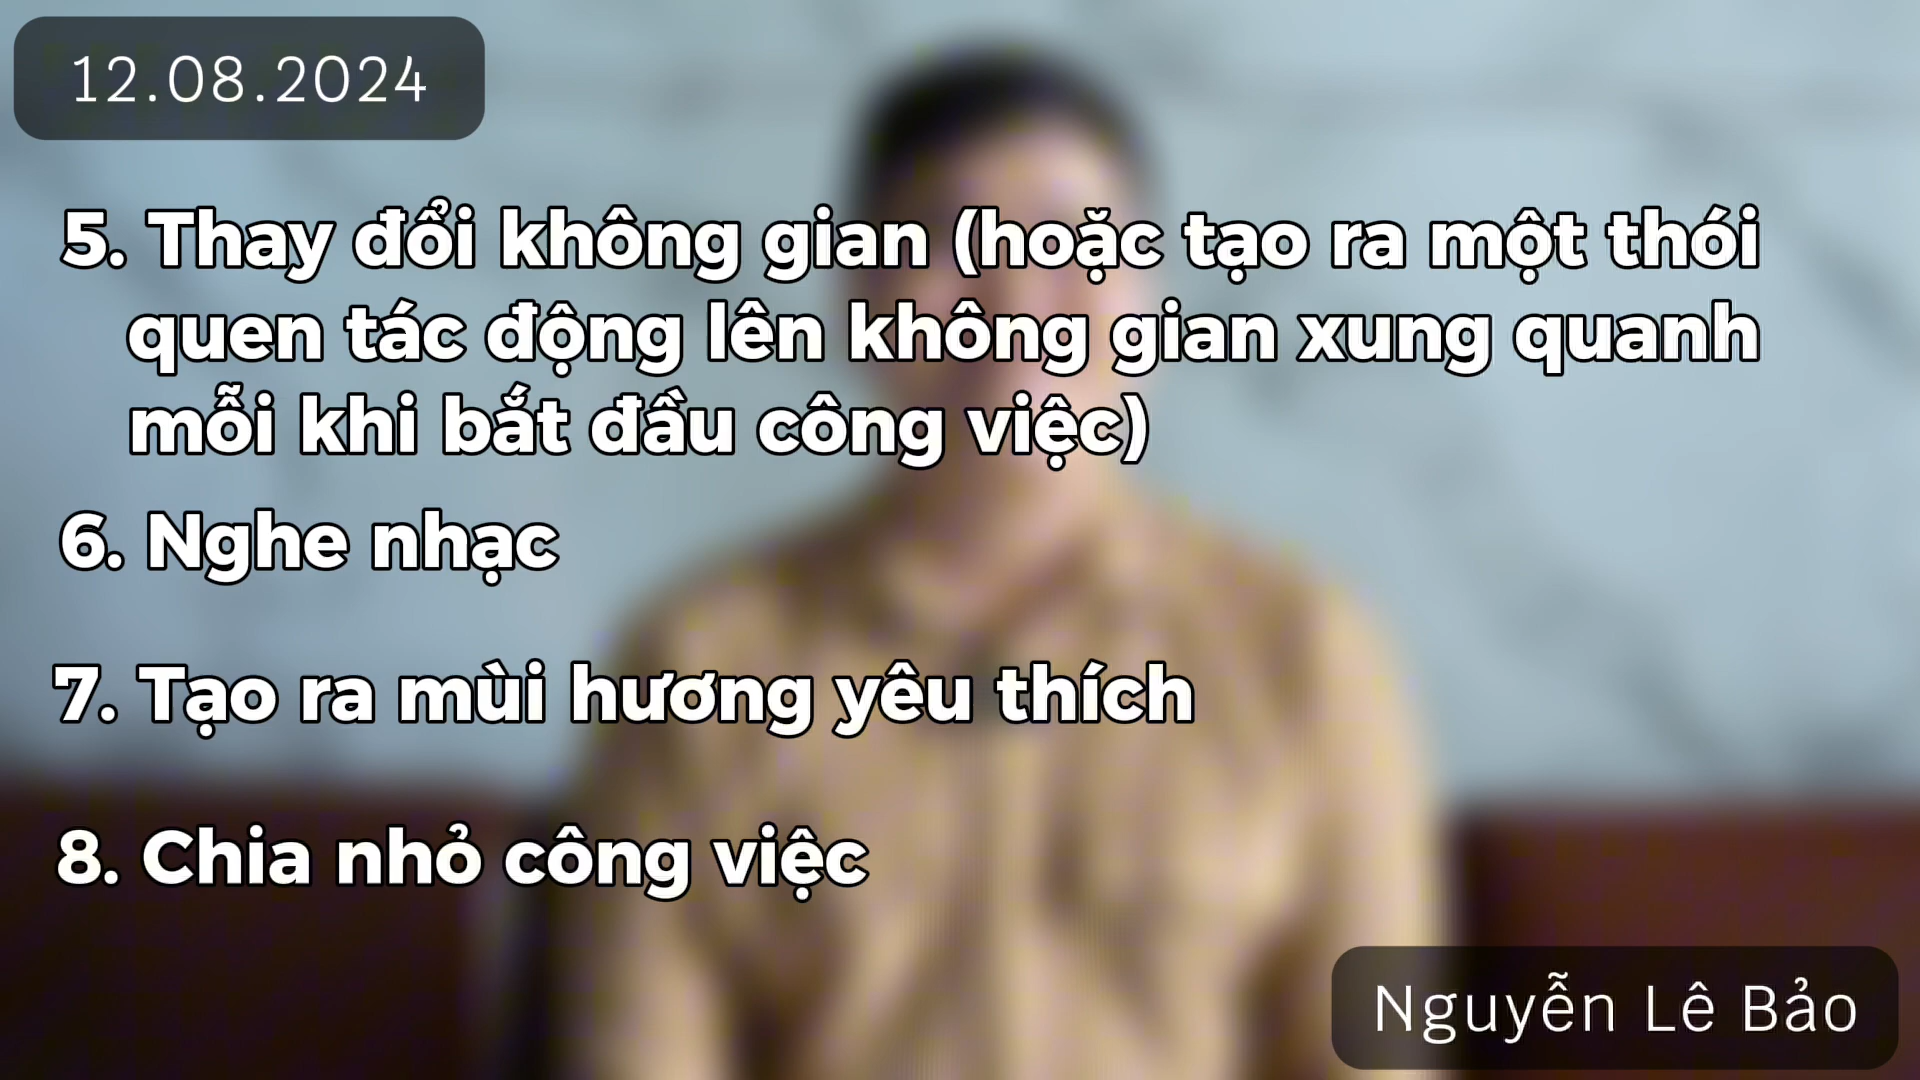 12.08.2024
5. Thay đổi không gian (hoặc tạo ra một thói
quen tác động lên không gian xung quanh
mỗi khi bắt đầu công việc)
6. Nghe nhạc
7. Tạo ra mùi hương yêu thích
8. Chia nhỏ công việc
Nguyễn Lê Bảo